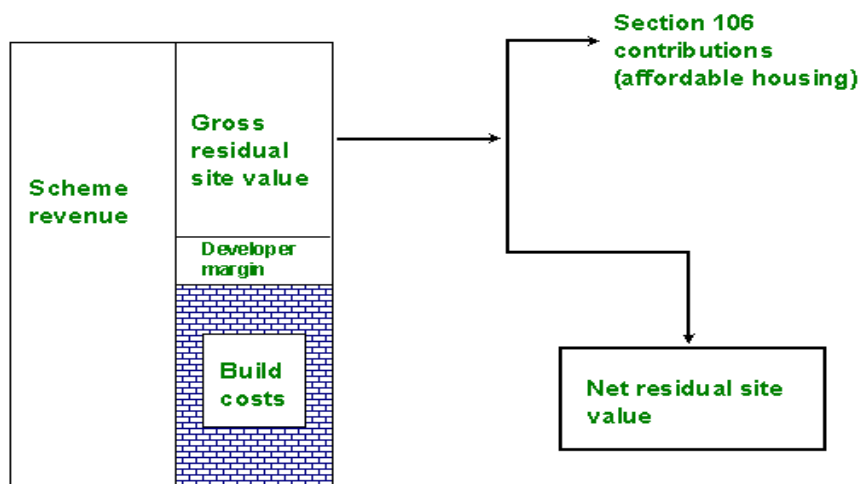 Scheme
revenue
Gross
residual
site value
Developer
margin
Build
costs
Section 106
contributions
(affordable housing)
Net residual site
value